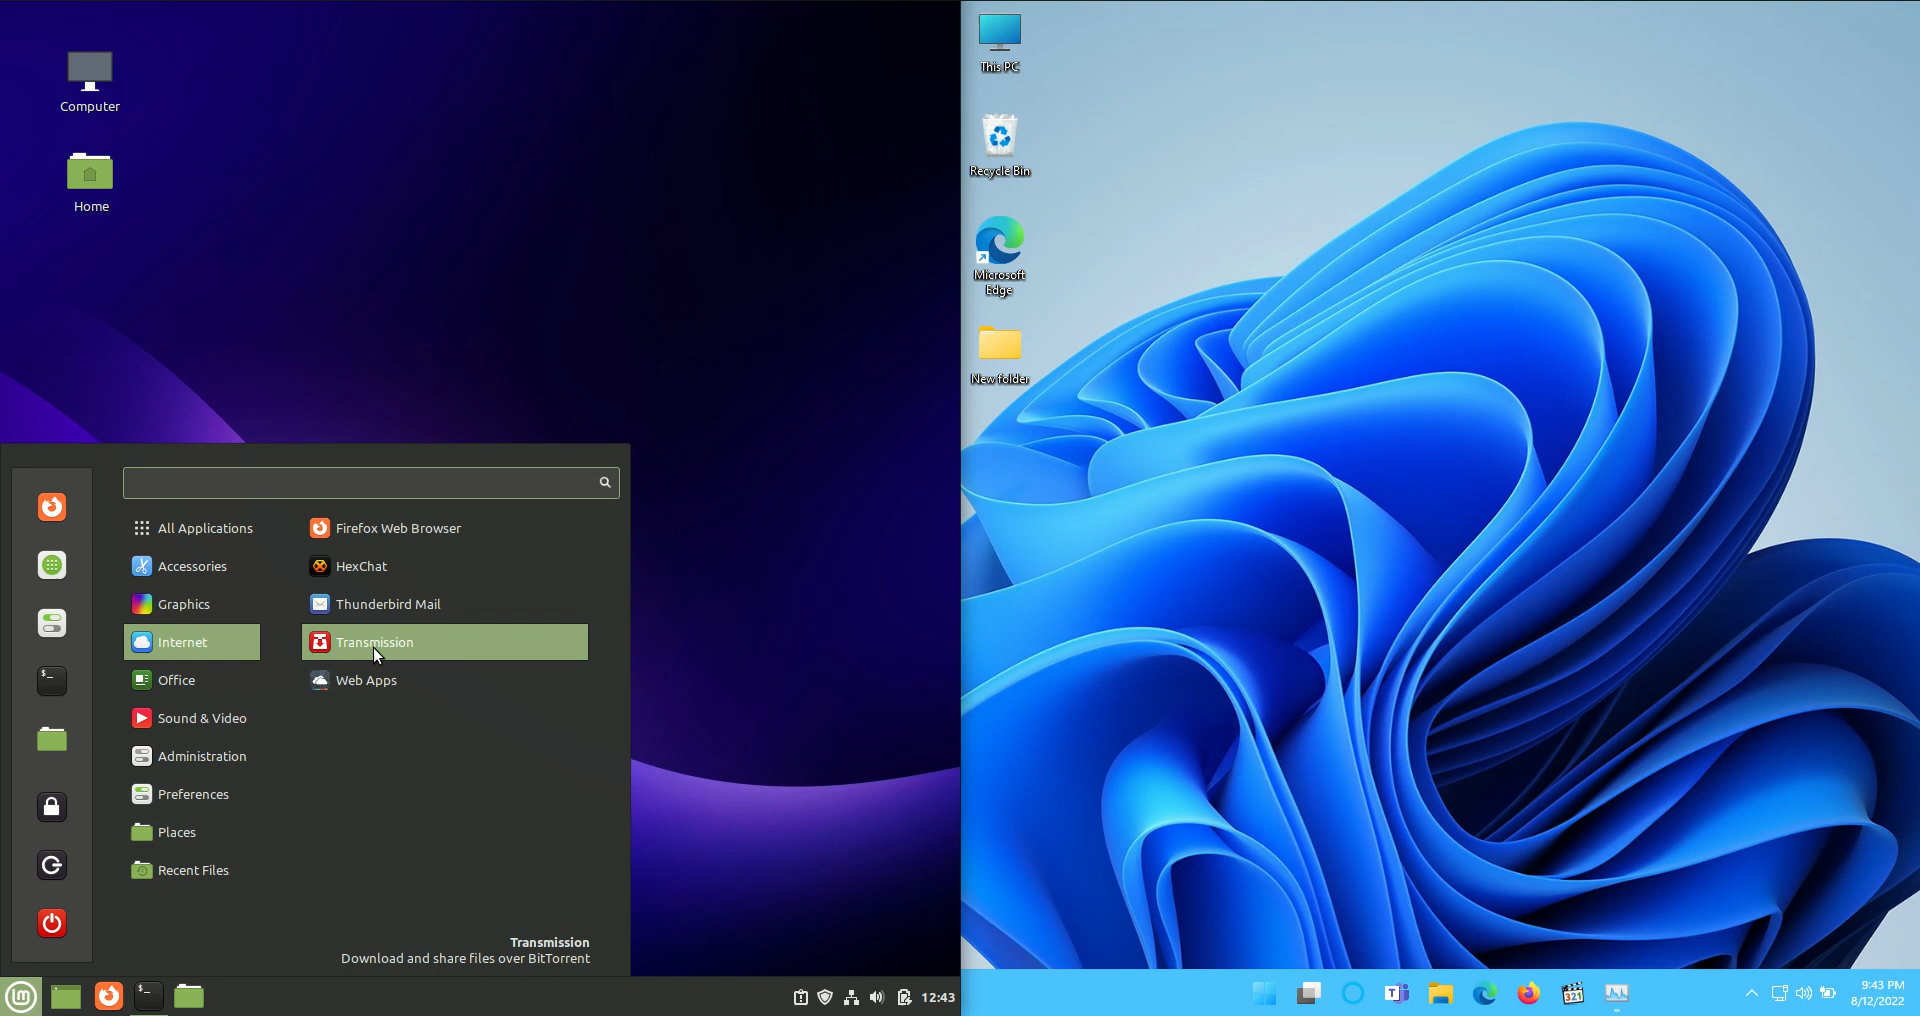 Computer
Home
All Applications
Accessories
Graphics
Internet
Office
Sound & Video
Administration
Preferences
Places
Recent Files
Firefox Web Browser
HexChat
Thunderbird Mail
Transmission
Web Apps
Transmission
Download and share files over BitTorrent
$_
lm
$_
12:43
This PC
Recycle Bin
Microsoft
Edge
New folder
T
321
9:43 PM
8/12/2022